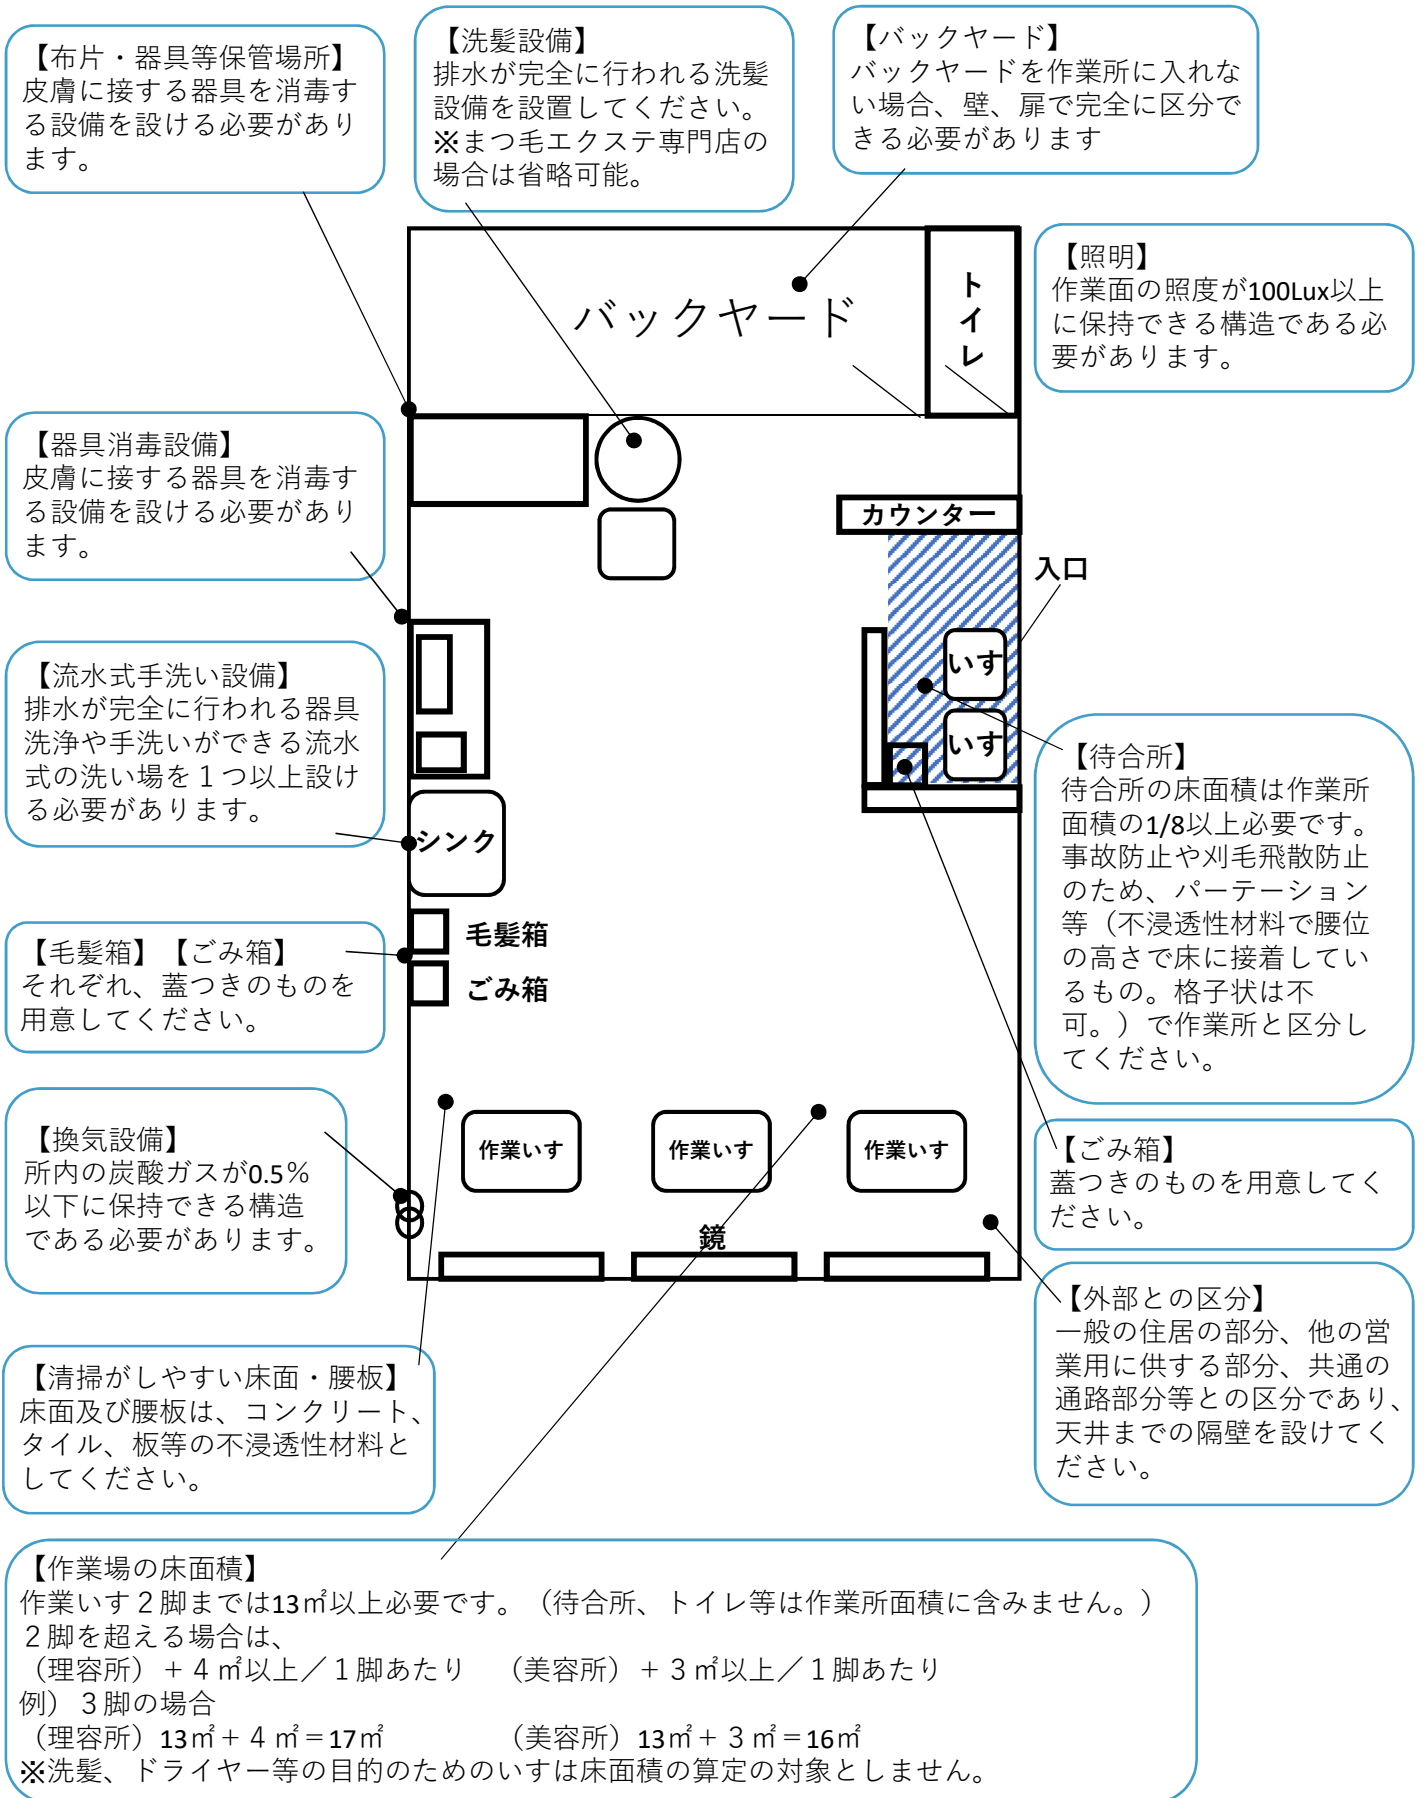 【布片・器具等保管場所】
皮膚に接する器具を消毒す
る設備を設ける必要があり
ます。
【洗髪設備】
排水が完全に行われる洗髪
設備を設置してください。
※まつ毛エクステ専門店の
場合は省略可能。
【バックヤード】
バックヤードを作業所に入れな
い場合、壁、扉で完全に区分で
きる必要があります
【照明】
作業面の照度が100Lux以上
に保持できる構造である必
要があります。
バックヤード
トイレ
【器具消毒設備】
皮膚に接する器具を消毒す
る設備を設ける必要があり
ます。
カウンター
入口
いす
いす
【流水式手洗い設備】
排水が完全に行われる器具
洗浄や手洗いができる流水
式の洗い場を１つ以上設け
る必要があります。
シンク
【待合所】
待合所の床面積は作業所
面積の1/8以上必要です。
事故防止や刈毛飛散防止
のため、パーテーション
等（不浸透性材料で腰位
の高さで床に接着してい
るもの。格子状は不
可。）で作業所と区分し
てください。
【毛髪箱】【ごみ箱】
それぞれ、蓋つきのものを
用意してください。
毛髪箱
ごみ箱
【換気設備】
所内の炭酸ガスが0.5％
以下に保持できる構造
である必要があります。
作業いす
作業いす
作業いす
鏡
【ごみ箱】
蓋つきのものを用意してく
ださい。
【外部との区分】
一般の住居の部分、他の営
業用に供する部分、共通の
通路部分等との区分であり、
天井までの隔壁を設けてく
ださい。
【清掃がしやすい床面・腰板】
床面及び腰板は、コンクリート、
タイル、板等の不浸透性材料と
してください。
【作業場の床面積】
作業いす２脚までは13㎡以上必要です。（待合所、トイレ等は作業所面積に含みません。）
２脚を超える場合は、
（理容所）＋４㎡以上／１脚あたり　（美容所）＋３㎡以上／１脚あたり
例）３脚の場合
（理容所）13㎡＋４㎡＝17㎡　（美容所）13㎡＋３㎡＝16㎡
※洗髪、ドライヤー等の目的のためのいすは床面積の算定の対象としません。